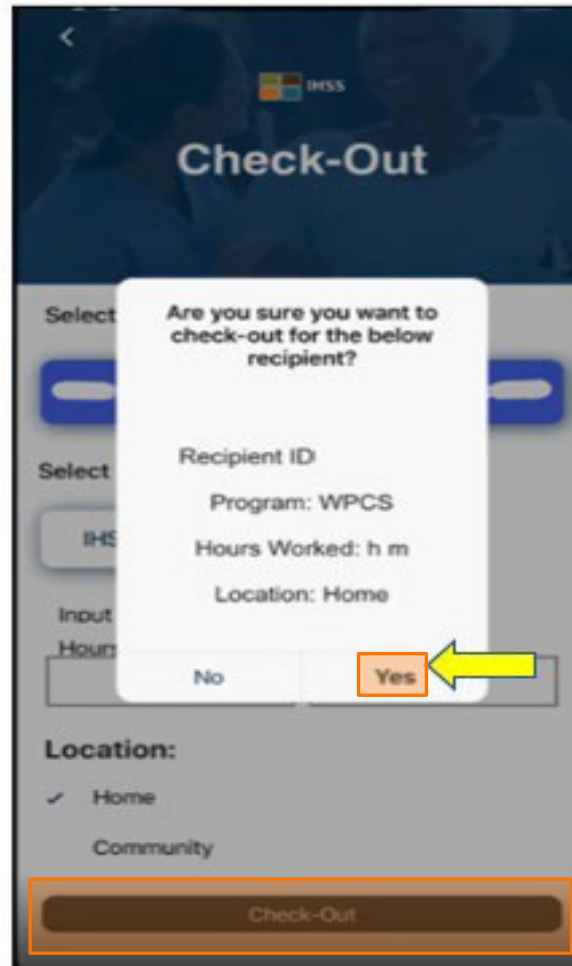 IHSS
Check-Out
Select
Are you sure you want to
check-out for the below
recipient?
Recipient ID
Select
Program: WPCS
IHS
Hours Worked: h m
Location: Home
Input
Hours
No
Yes
Location:
✓ Home
Community
Check-Out